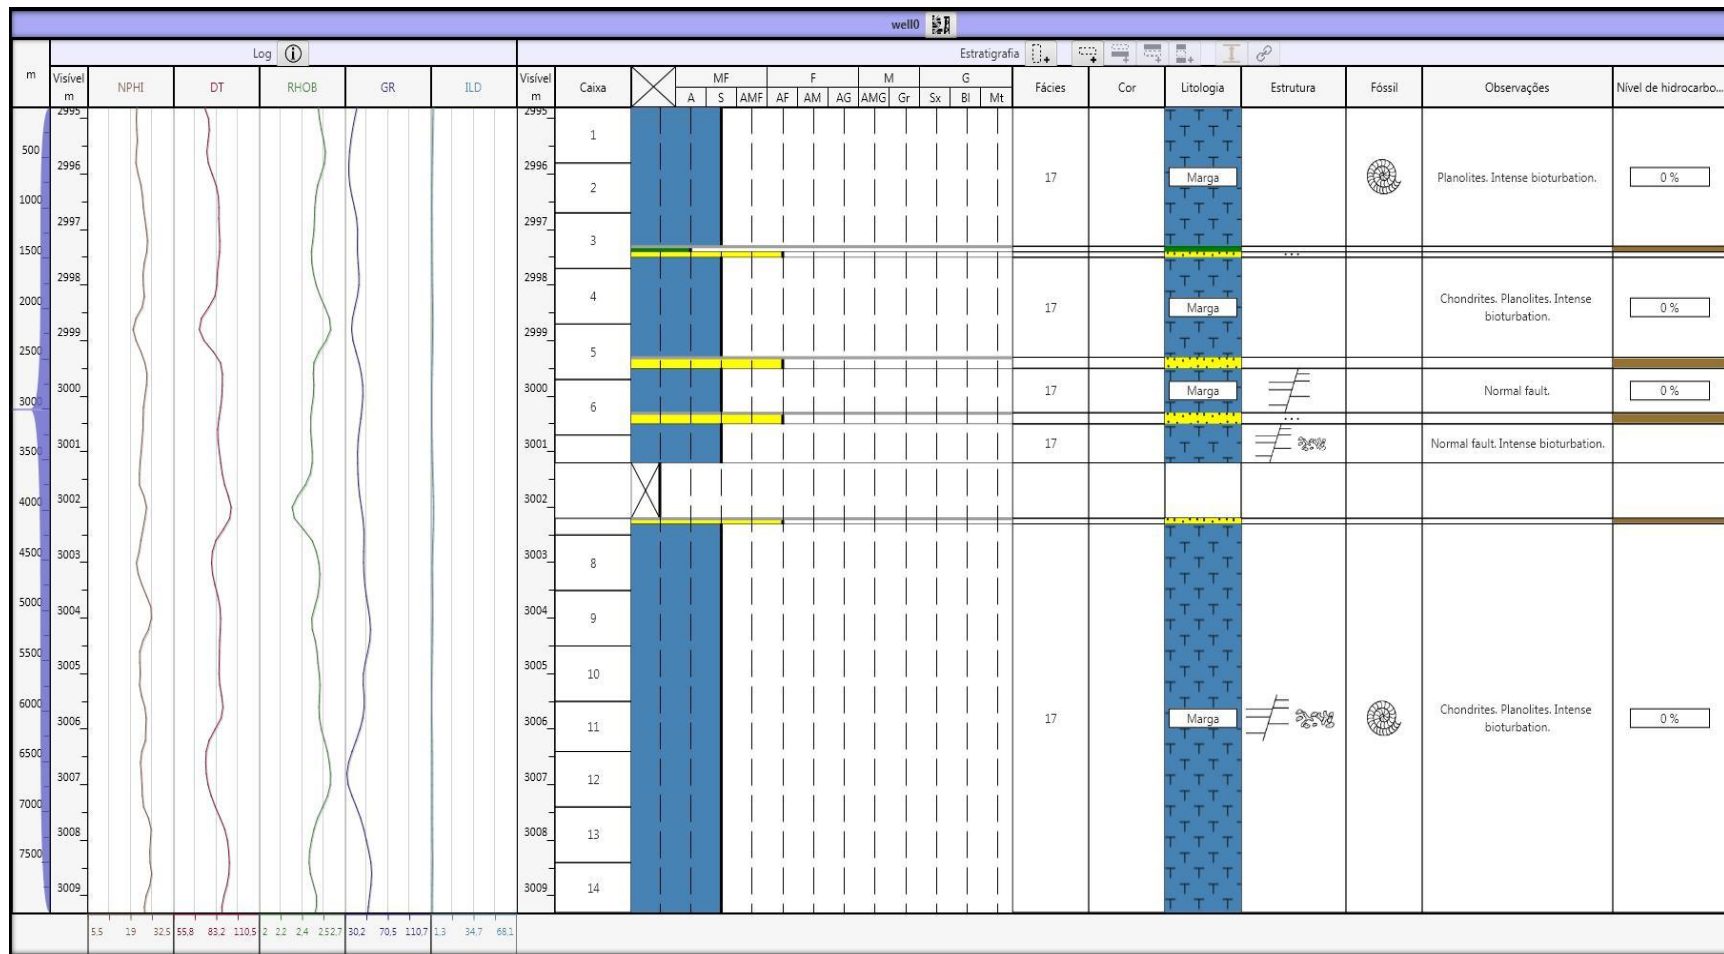 well0
Log
Estratigrafia
m
Visível
m
NPHI
DT
RHOB
GR
ILD
Visível
m
Caixa
MF
F
M
G
A
S
AMF
AF
AM
AG
AMG
Gr
Sx
Bl
Mt
Fácies
Cor
Litologia
Estrutura
Fóssil
Observações
Nível de hidrocarbo...
500
1000
1500
2000
2500
3000
3500
4000
4500
5000
5500
6000
6500
7000
7500
2995
2996
2997
2998
2999
3000
3001
3002
3003
3004
3005
3006
3007
3008
3009
2995
2996
2997
2998
2999
3000
3001
3002
3003
3004
3005
3006
3007
3008
3009
1
2
3
4
5
6
8
9
10
11
12
13
14
17
Marga
Planolites. Intense bioturbation.
0 %
17
Marga
Chondrites. Planolites. Intense
bioturbation.
0 %
17
Marga
Normal fault.
0 %
17
Normal fault. Intense bioturbation.
17
Marga
Chondrites. Planolites. Intense
bioturbation.
0 %
5,5 19 32,5
55,8 83,2 110,5
2 2,2 2,4 2,52,7
30,2 70,5 110,7
1,3 34,7 68,1